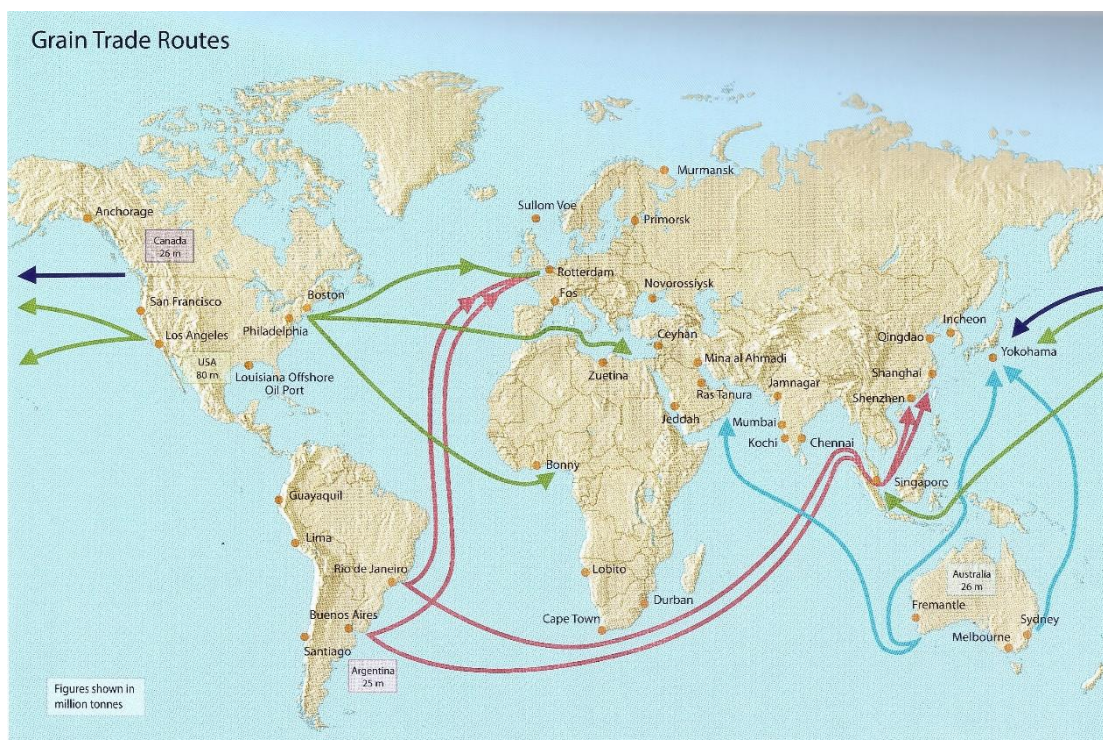 Grain Trade Routes
Murmansk
Sullom Voe
Primorsk
Anchorage
Canada
26 m
Rotterdam
Fos
Novorossiysk
San Francisco
Boston
Los Angeles
Philadelphia
USA
80 m
Louisiana Offshore
Oil Port
Ceyhan
Zuetina
Mina al Ahmadi
Ras Tanura
Jeddah
Jamnagar
Mumbai
Kochi
Chennai
Incheon
Qingdao
Yokohama
Shanghai
Shenzhen
Singapore
Bonny
Guayaquil
Lima
Rio de Janeiro
Buenos Aires
Santiago
Argentina
25 m
Lobito
Durban
Cape Town
Australia
26 m
Fremantle
Sydney
Melbourne
Figures shown in
million tonnes